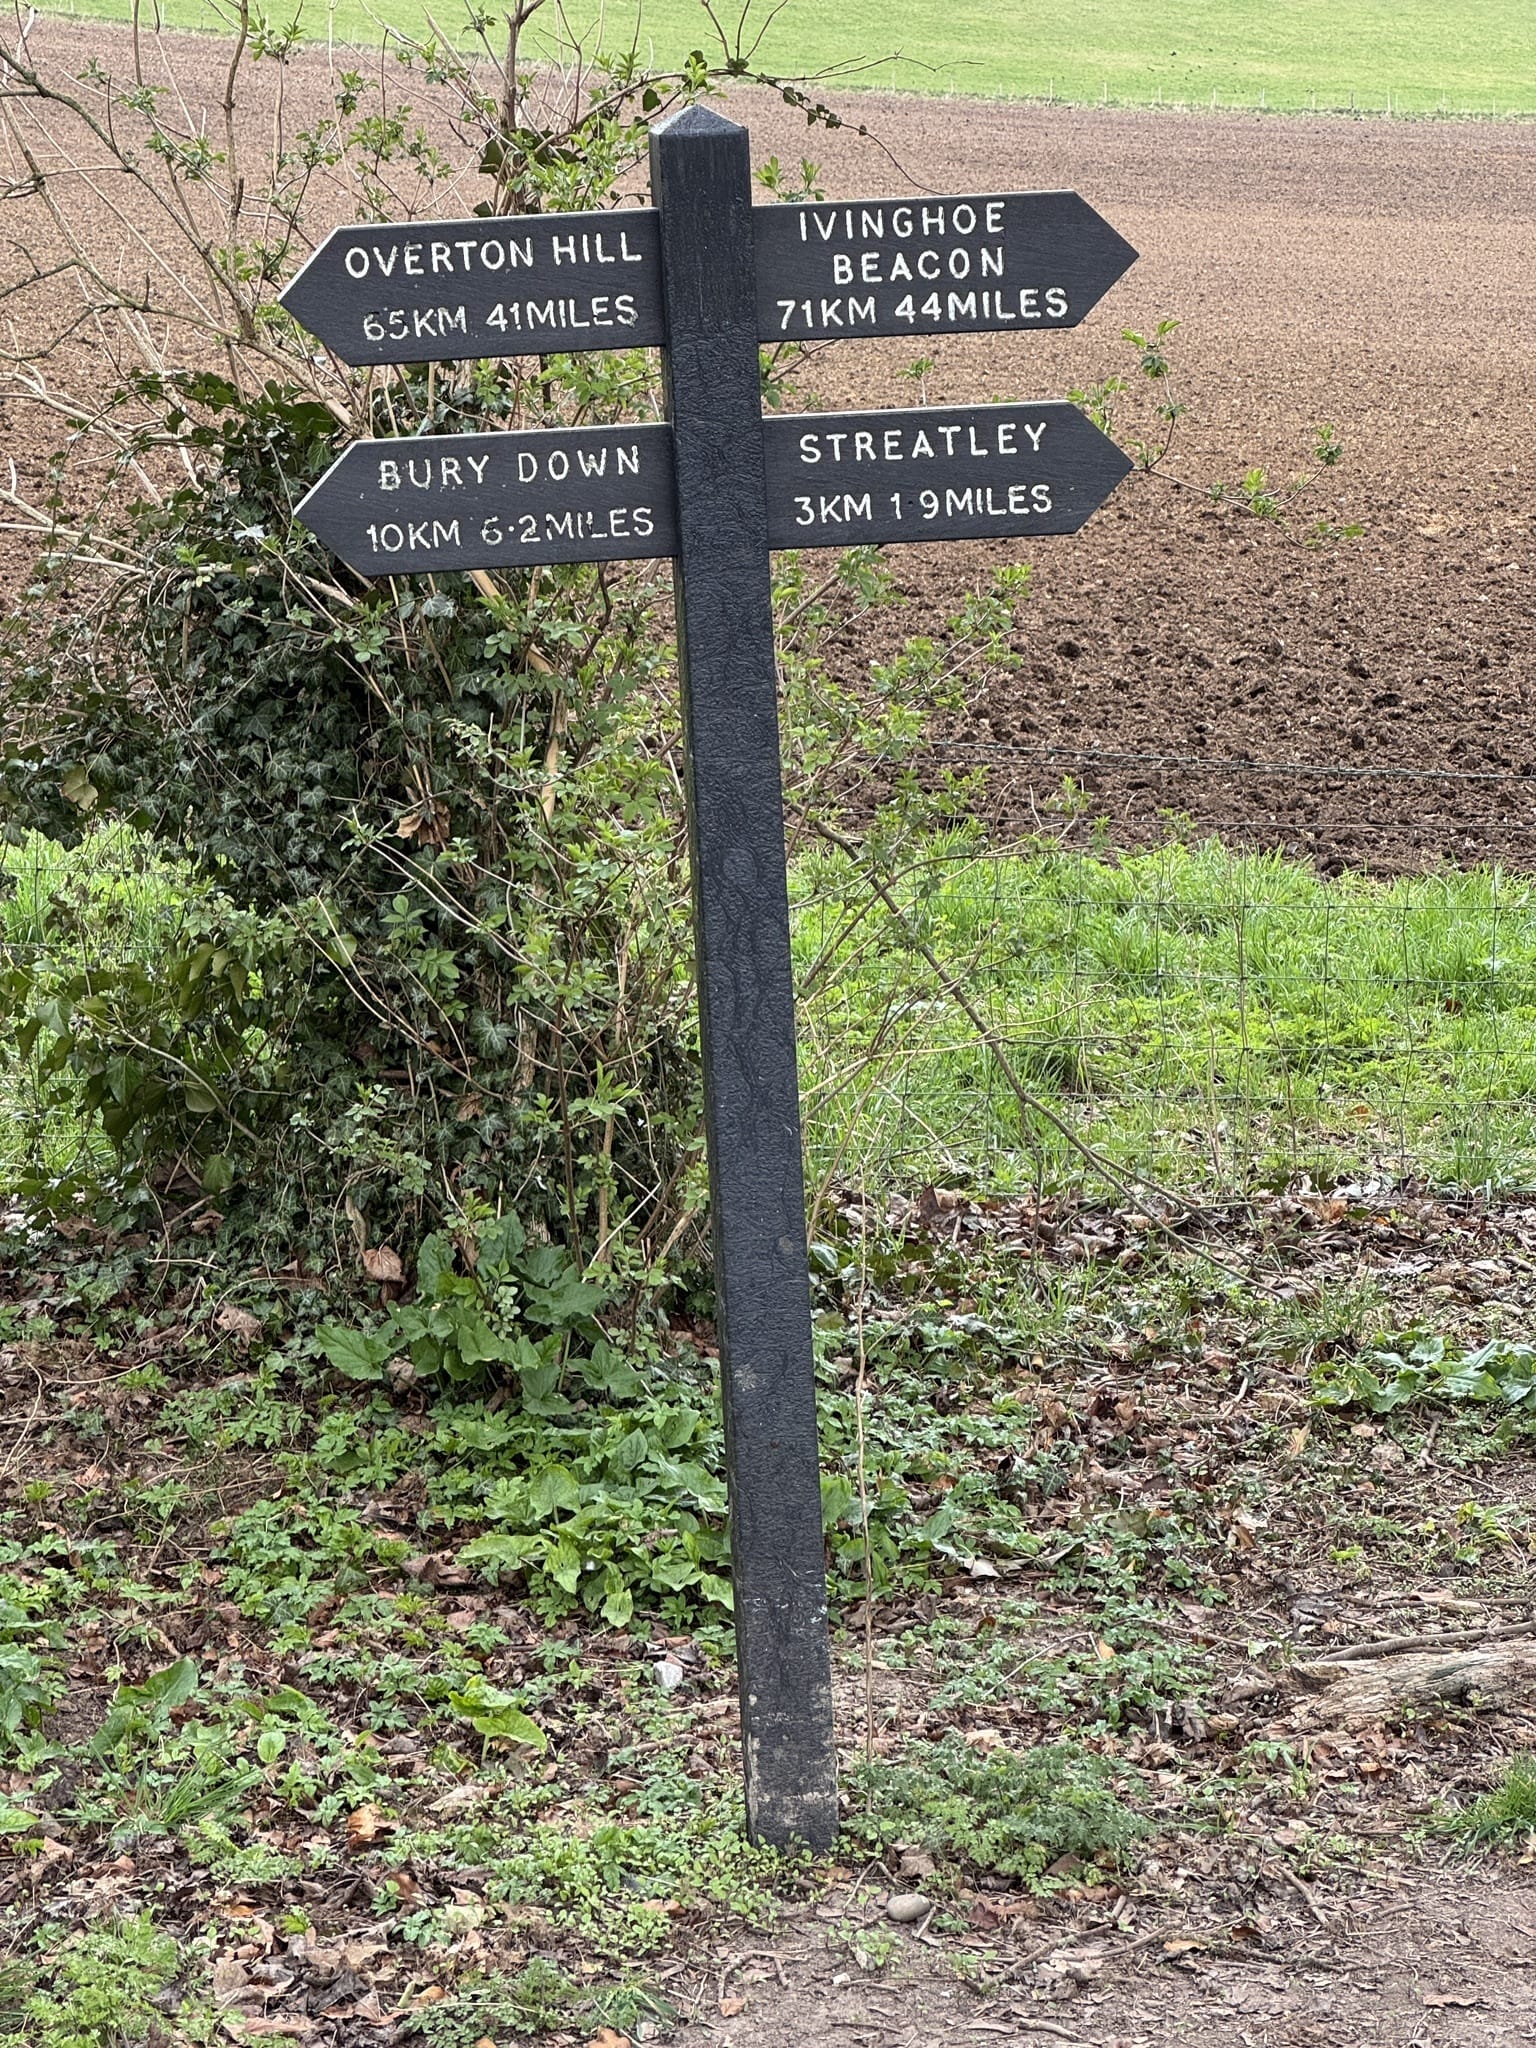 OVERTON HILL
65KM 41MILES
IVINGHOE
BEACON
71KM 44MILES
BURY DOWN
10KM 6·2MILES
STREATLEY
3KM 1·9MILES